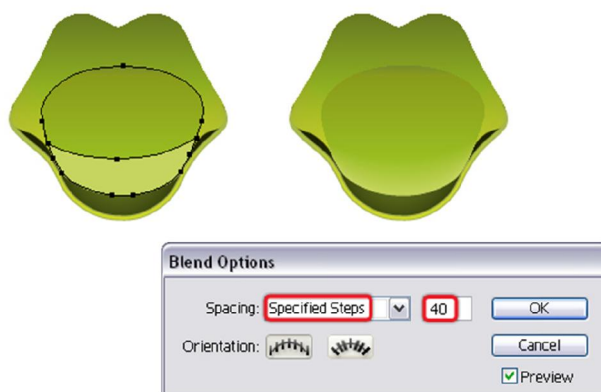 Blend Options
Spacing: Specified Steps 40 OK
Orientation: Cancel
Preview